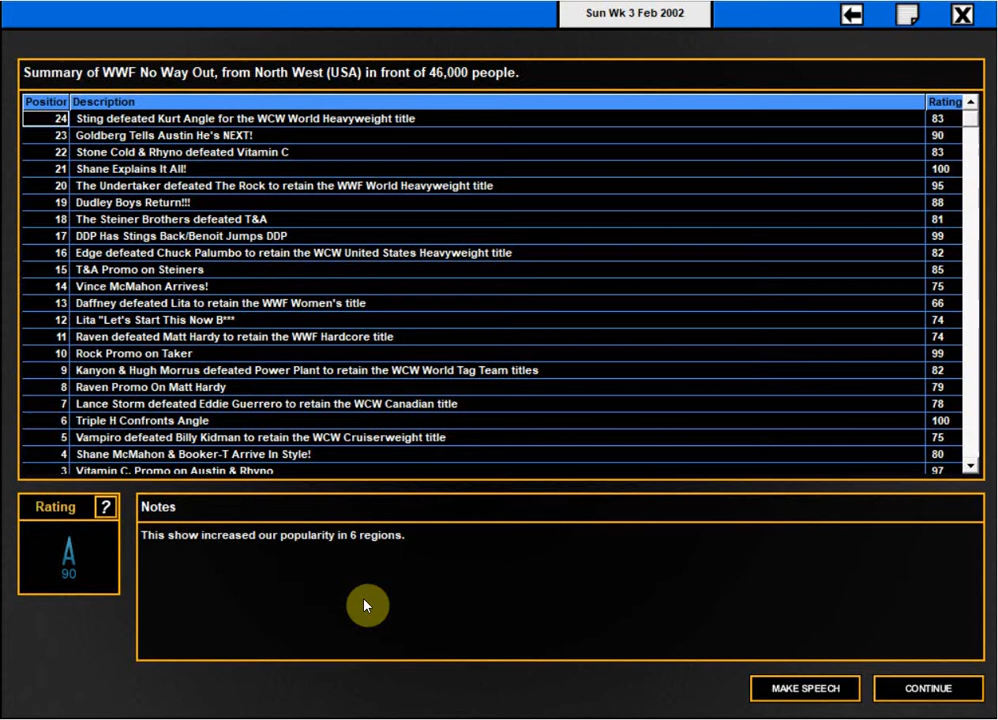 Sun Wk 3 Feb 2002
Summary of WWF No Way Out, from North West (USA) in front of 46,000 people.
Position Description Rating
24 Sting defeated Kurt Angle for the WCW World Heavyweight title 83
23 Goldberg Tells Austin He's NEXT! 90
22 Stone Cold & Rhyno defeated Vitamin C 83
21 Shane Explains It All! 100
20 The Undertaker defeated The Rock to retain the WWF World Heavyweight title 95
19 Dudley Boys Return!!! 88
18 The Steiner Brothers defeated T&A 81
17 DDP Has Stings Back/Benoit Jumps DDP 99
16 Edge defeated Chuck Palumbo to retain the WCW United States Heavyweight title 82
15 T&A Promo on Steiners 85
14 Vince McMahon Arrives! 75
13 Daffney defeated Lita to retain the WWF Women's title 66
12 Lita "Let's Start This Now B*** 74
11 Raven defeated Matt Hardy to retain the WWF Hardcore title 74
10 Rock Promo on Taker 99
9 Kanyon & Hugh Morrus defeated Power Plant to retain the WCW World Tag Team titles 82
8 Raven Promo On Matt Hardy 79
7 Lance Storm defeated Eddie Guerrero to retain the WCW Canadian title 78
6 Triple H Confronts Angle 100
5 Vampiro defeated Billy Kidman to retain the WCW Cruiserweight title 75
4 Shane McMahon & Booker-T Arrive In Style! 80
3 Vitamin C. Promo on Austin & Rhyno 97
Rating ?
A
90
Notes
This show increased our popularity in 6 regions.
MAKE SPEECH CONTINUE